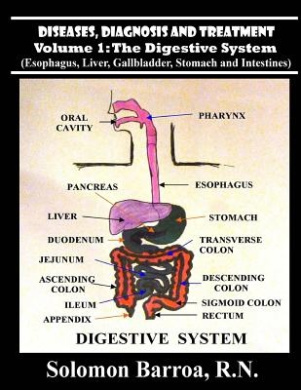 DISEASES, DIAGNOSIS AND TREATMENT
Volume 1: The Digestive System
(Esophagus, Liver, Gallbladder, Stomach and Intestines)
ORAL
CAVITY
PHARYNX
PANCREAS
ESOPHAGUS
LIVER
STOMACH
DUODENUM
TRANSVERSE
COLON
JEJUNUM
ASCENDING
COLON
DESCENDING
COLON
ILEUM
SIGMOID COLON
APPENDIX
RECTUM
DIGESTIVE SYSTEM
Solomon Barroa, R.N.